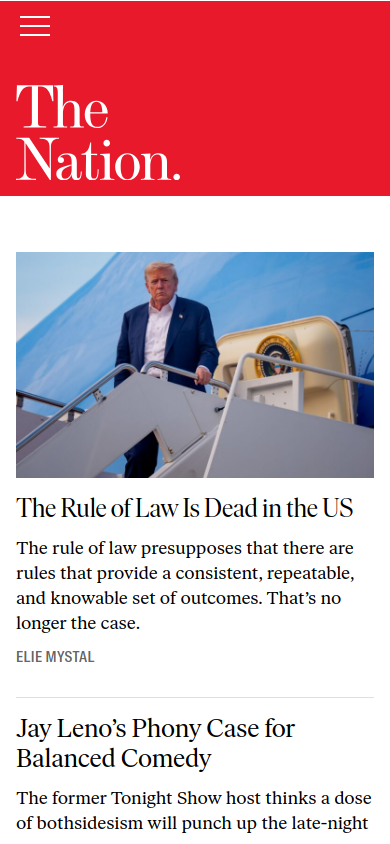 The
Nation.
The Rule of Law Is Dead in the US
The rule of law presupposes that there are
rules that provide a consistent, repeatable,
and knowable set of outcomes. That’s no
longer the case.
ELIE MYSTAL
Jay Leno’s Phony Case for
Balanced Comedy
The former Tonight Show host thinks a dose
of bothsidesism will punch up the late-night